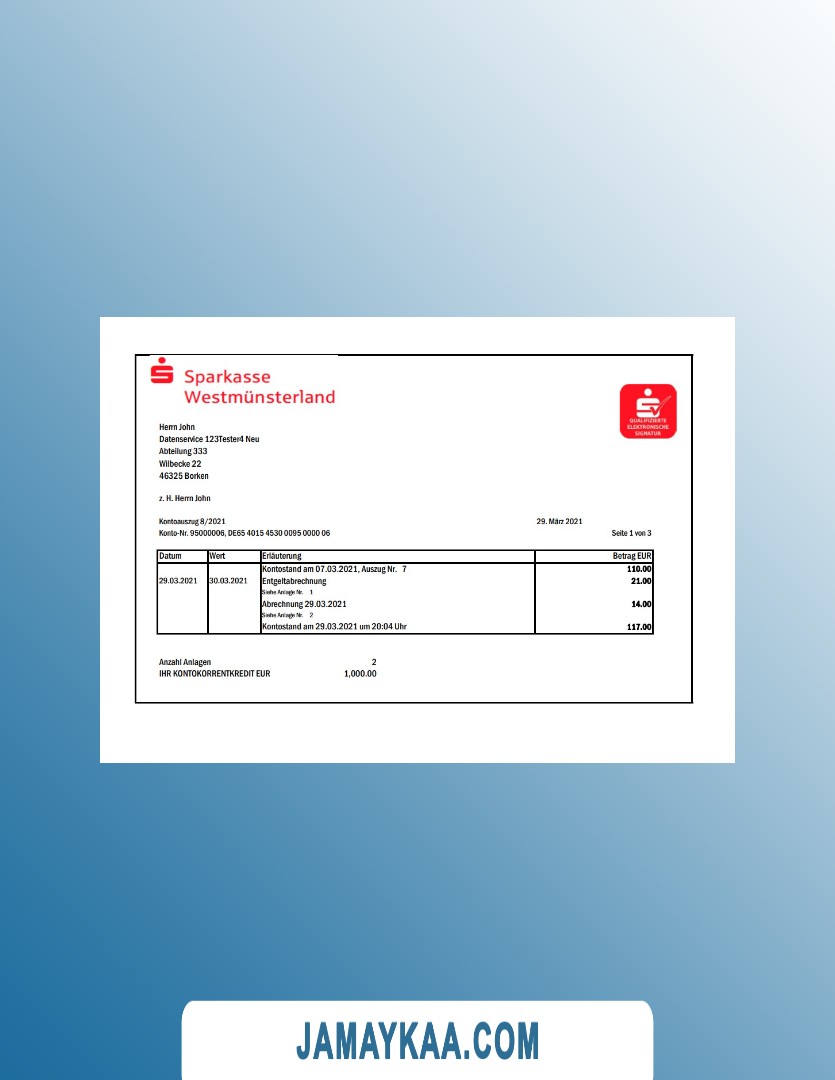 Sparkasse
Westmünsterland
QUALIFIZIERTE
ELEKTRONISCHE
SIGNATUR
Herrn John
Datenservice 123Tester4 Neu
Abteilung 333
Wilbecke 22
46325 Borken
z. H. Herrn John
Kontoauszug 8/2021 29. März 2021
Konto-Nr. 95000006, DE65 4015 4530 0095 0000 06 Seite 1 von 3
Datum Wert Erläuterung Betrag EUR
Kontostand am 07.03.2021, Auszug Nr. 7 110.00
29.03.2021 30.03.2021 Entgeltabrechnung 21.00
Siehe Anlage Nr. 1
Abrechnung 29.03.2021 14.00
Siehe Anlage Nr. 2
Kontostand am 29.03.2021 um 20:04 Uhr 117.00
Anzahl Anlagen 2
IHR KONTOKORRENTKREDIT EUR 1,000.00
JAMAYKAA.COM